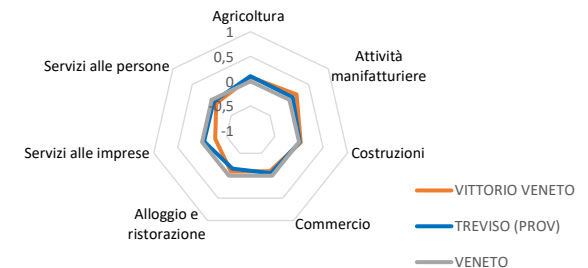 Agricoltura
1
0,5
0
-0,5
-1
Attività
manifatturiere
Costruzioni
Commercio
Alloggio e
ristorazione
Servizi alle imprese
Servizi alle persone
VITTORIO VENETO
TREVISO (PROV)
VENETO